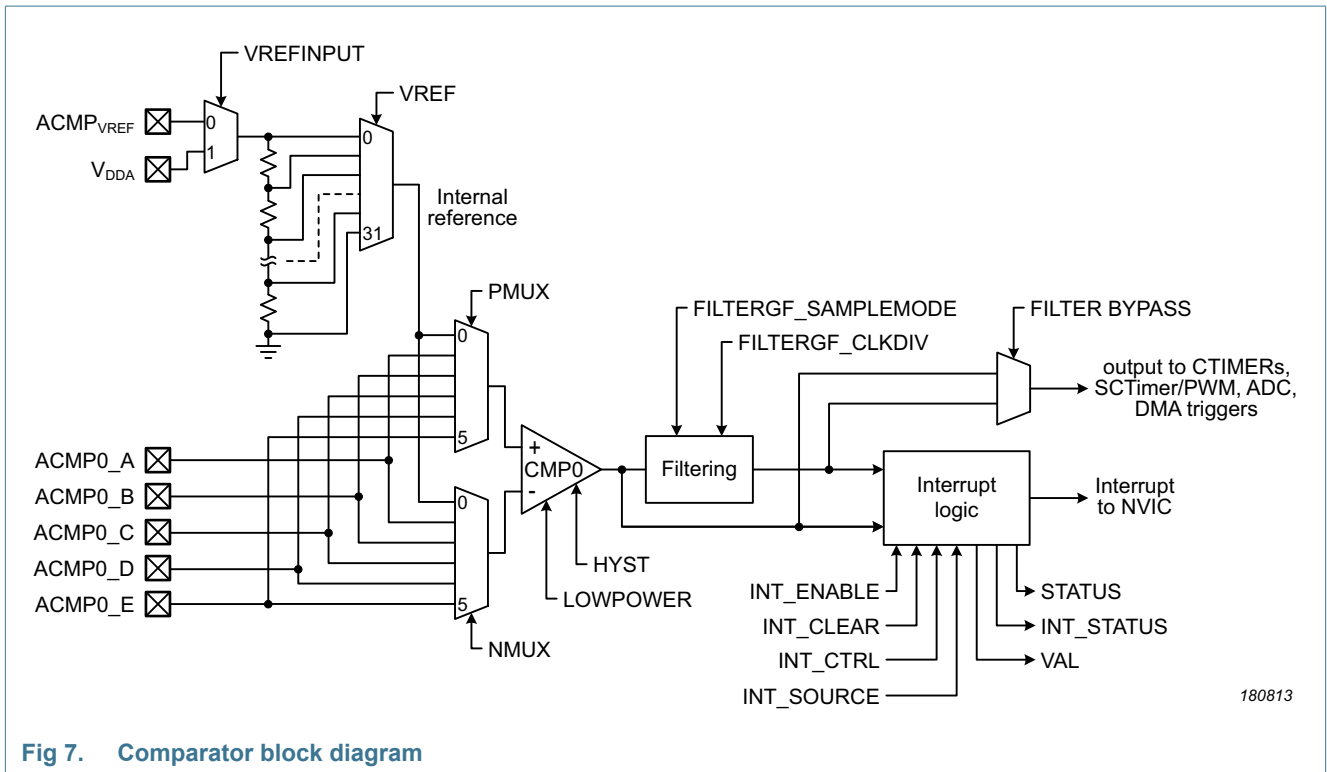 VREFINPUT
ACMPVREF
0
VREF
VDDA
1
0
Internal
reference
31
PMUX
0
FILTERGF_SAMPLEMODE
FILTER BYPASS
FILTERGF_CLKDIV
output to CTIMERs,
SCTimer/PWM, ADC,
DMA triggers
5
ACMP0_A
+
CMP0
-
Filtering
ACMP0_B
0
Interrupt
logic
Interrupt
to NVIC
ACMP0_C
ACMP0_D
HYST
ACMP0_E
5
LOWPOWER
INT_ENABLE
STATUS
INT_CLEAR
INT_STATUS
NMUX
INT_CTRL
VAL
INT_SOURCE
180813
Fig 7. Comparator block diagram